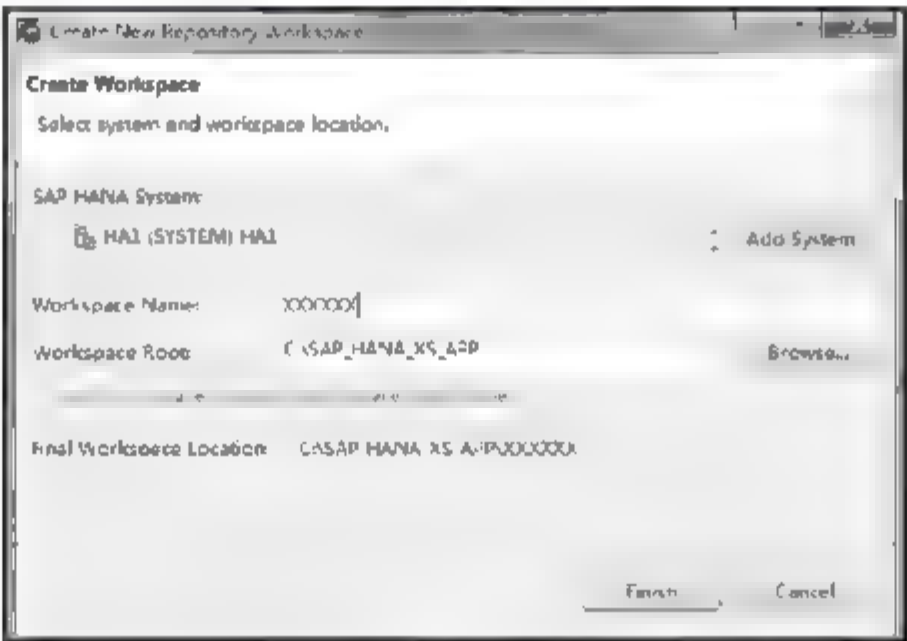 Create New Repository Workspace
Create Workspace
Select system and workspace location.
SAP HANA System:
HA1 (SYSTEM) HA1
Add System
Workspace Name:
Workspace Root:
C:\SAP_HANA_XS_APP
Browse...
Final Workspace Location:
Finish
Cancel